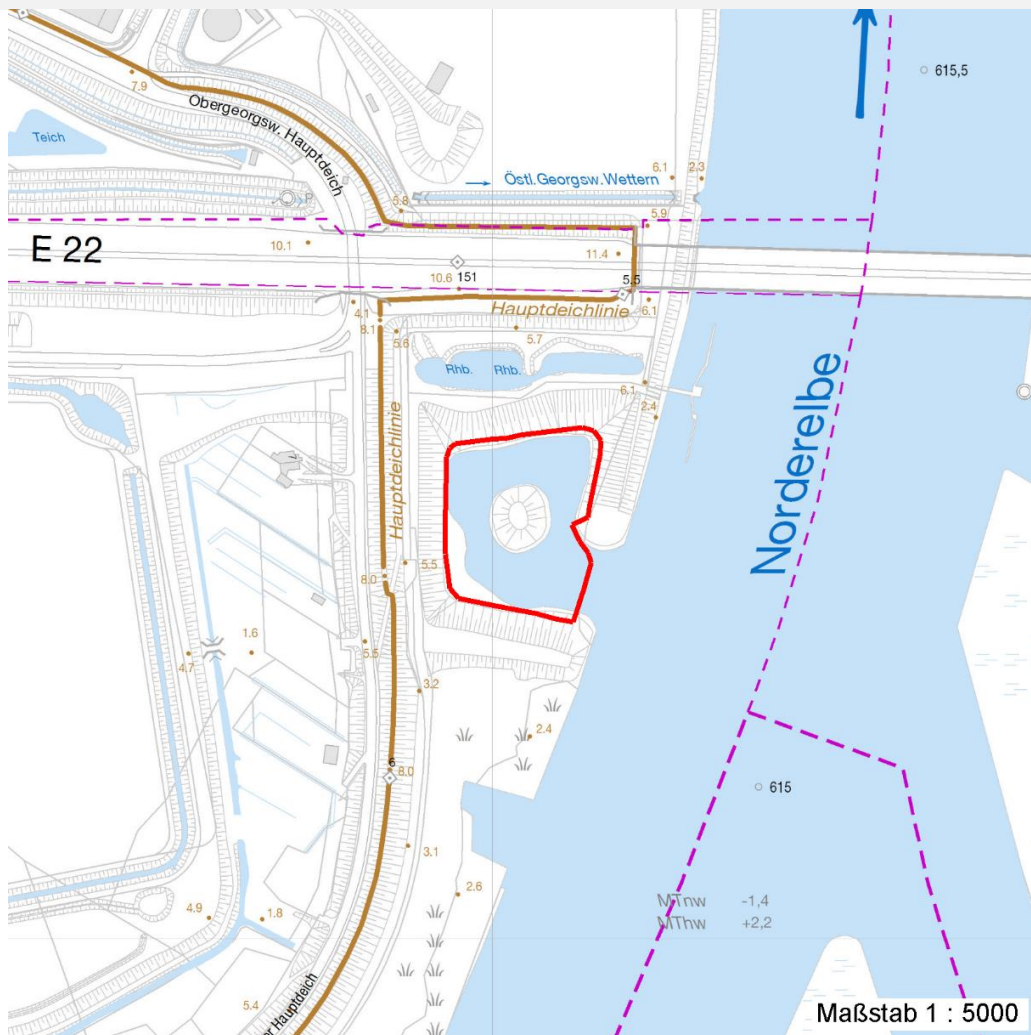 615,5
7.9
Obergeorgsw. Hauptdeich
Teich
Östl.Georgsw.Wettern
6.1
2.3
5.8
5.9
E 22
10.1
11.4
151
10.6
5.5
Hauptdeichlinie
6.1
4.1
8.1
5.6
5.7
Rhb.
Rhb.
6.1
2.4
Hauptdeichlinie
Norderelbe
5.5
8.0
1.6
4.7
5.5
3.2
2.4
6
8.0
615
3.1
2.6
MTnw -1,4
MThw +2,2
4.9
1.8
5.4
er Hauptdeich
Maßstab 1 : 5000